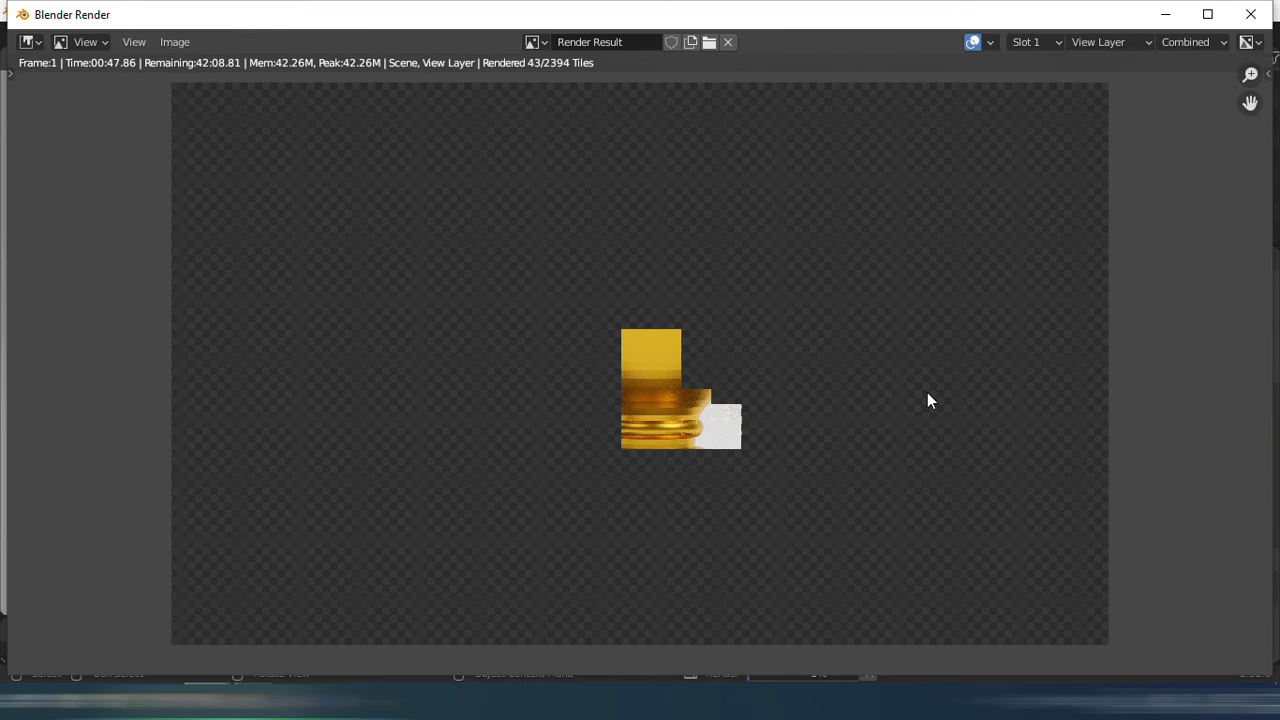 Blender Render
View View Image Render Result Slot 1 View Layer Combined
Frame:1 | Time:00:47.86 | Remaining:42:08.81 | Mem:42.26M, Peak:42.26M | Scene, View Layer | Rendered 43/2394 Tiles